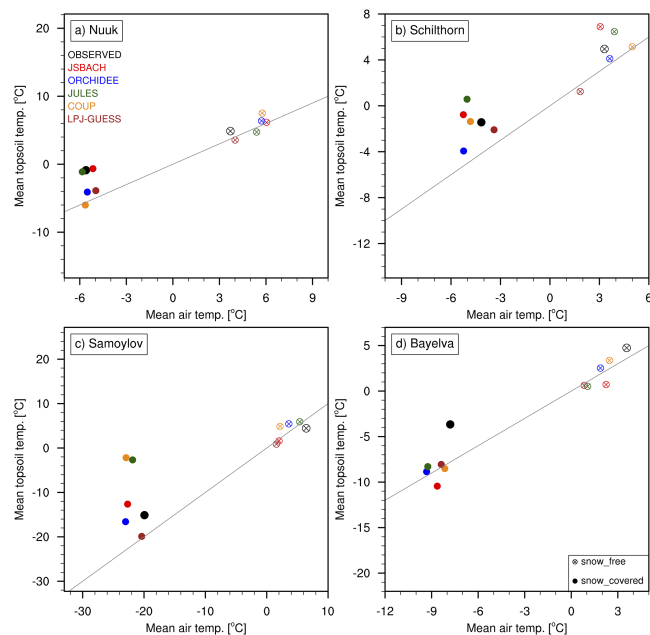 a) Nuuk
OBSERVED
JSBACH
ORCHIDEE
JULES
COUP
LPJ-GUESS
20
10
0
-10
Mean topsoil temp. [°C]
-6 -3 0 3 6 9
Mean air temp. [°C]
b) Schilthorn
8
4
0
-4
-8
-12
Mean topsoil temp. [°C]
-9 -6 -3 0 3 6
Mean air temp. [°C]
c) Samoylov
20
10
0
-10
-20
-30
Mean topsoil temp. [°C]
-30 -20 -10 0 10
Mean air temp. [°C]
d) Bayelva
5
0
-5
-10
-15
-20
Mean topsoil temp. [°C]
snow_free
snow_covered
-12 -9 -6 -3 0 3
Mean air temp. [°C]